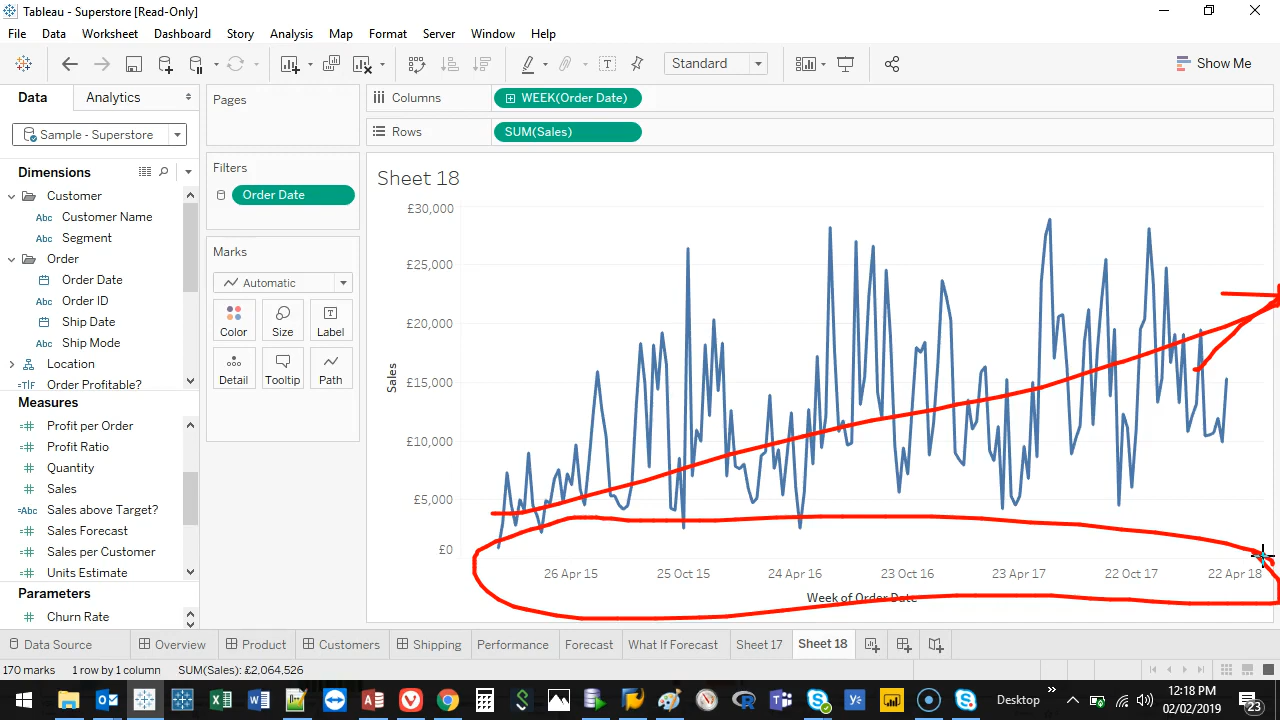 Tableau - Superstore [Read-Only]
File Data Worksheet Dashboard Story Analysis Map Format Server Window Help
Standard
Show Me
Data Analytics
Sample - Superstore
Dimensions
Customer
Abc Customer Name
Abc Segment
Order
Order Date
Abc Order ID
Ship Date
Abc Ship Mode
Location
=T|F Order Profitable?
Measures
Profit per Order
Profit Ratio
Quantity
Sales
=Abc Sales above Target?
Sales Forecast
Sales per Customer
Units Estimate
Parameters
Churn Rate
Pages
Filters
Order Date
Marks
Automatic
Color Size Label
Detail Tooltip Path
Columns WEEK(Order Date)
Rows SUM(Sales)
Sheet 18
£30,000
£25,000
£20,000
£15,000
£10,000
£5,000
£0
Sales
26 Apr 15 25 Oct 15 24 Apr 16 23 Oct 16 23 Apr 17 22 Oct 17 22 Apr 18
Week of Order Date
Data Source Overview Product Customers Shipping Performance Forecast What If Forecast Sheet 17 Sheet 18
170 marks 1 row by 1 column SUM(Sales): £2,064,526
Desktop
12:18 PM
02/02/2019
23